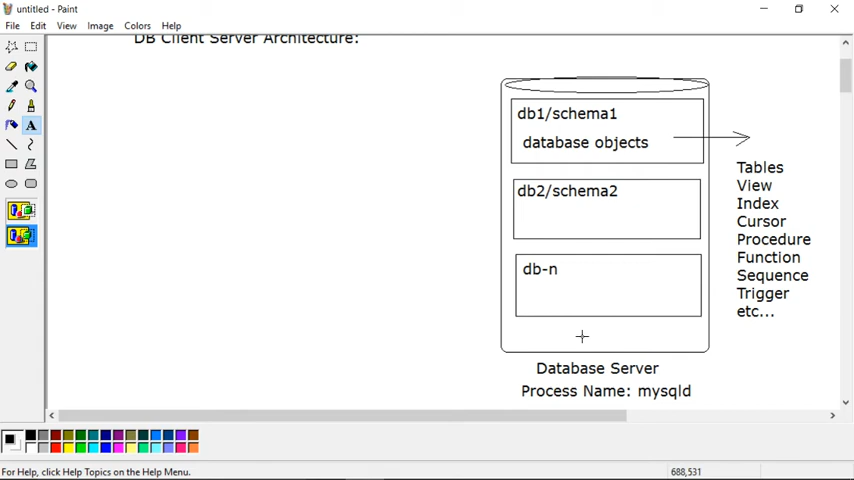 untitled - Paint
File Edit View Image Colors Help
DB Client Server Architecture:
db1/schema1
database objects
db2/schema2
db-n
Tables
View
Index
Cursor
Procedure
Function
Sequence
Trigger
etc...
Database Server
Process Name: mysqld
A
For Help, click Help Topics on the Help Menu.
688,531